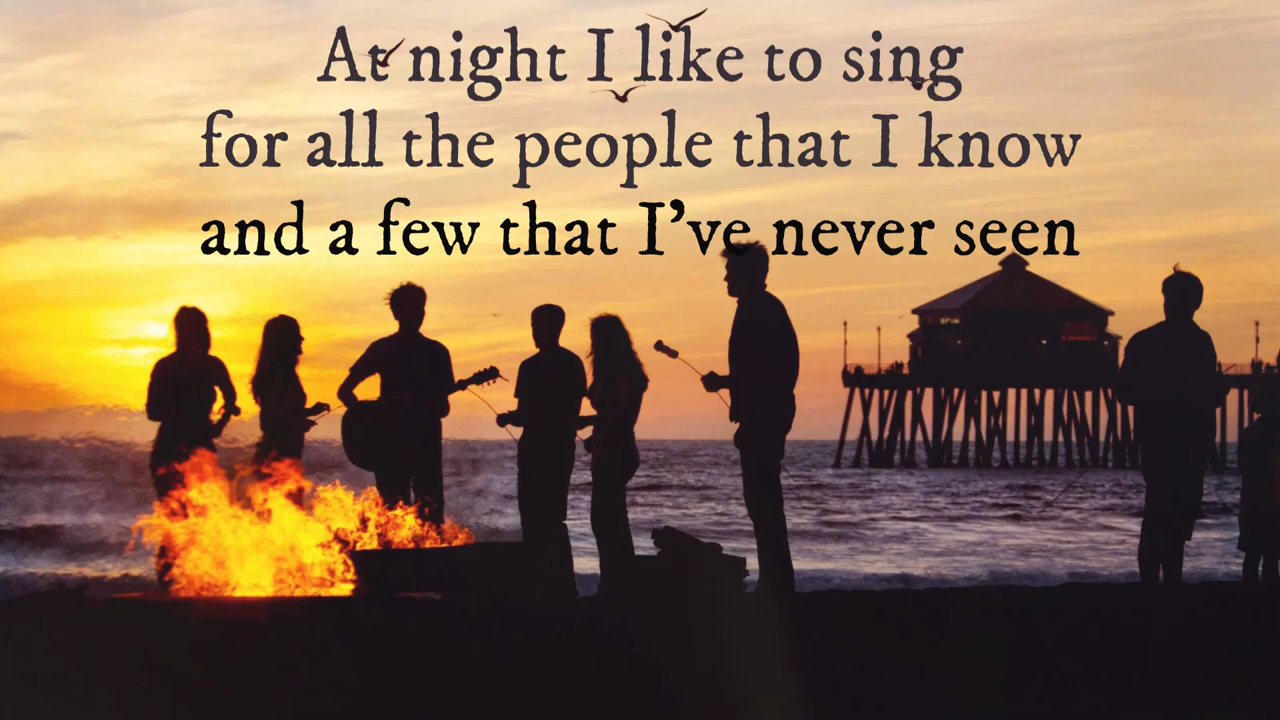 At night I like to sing
for all the people that I know
and a few that I've never seen